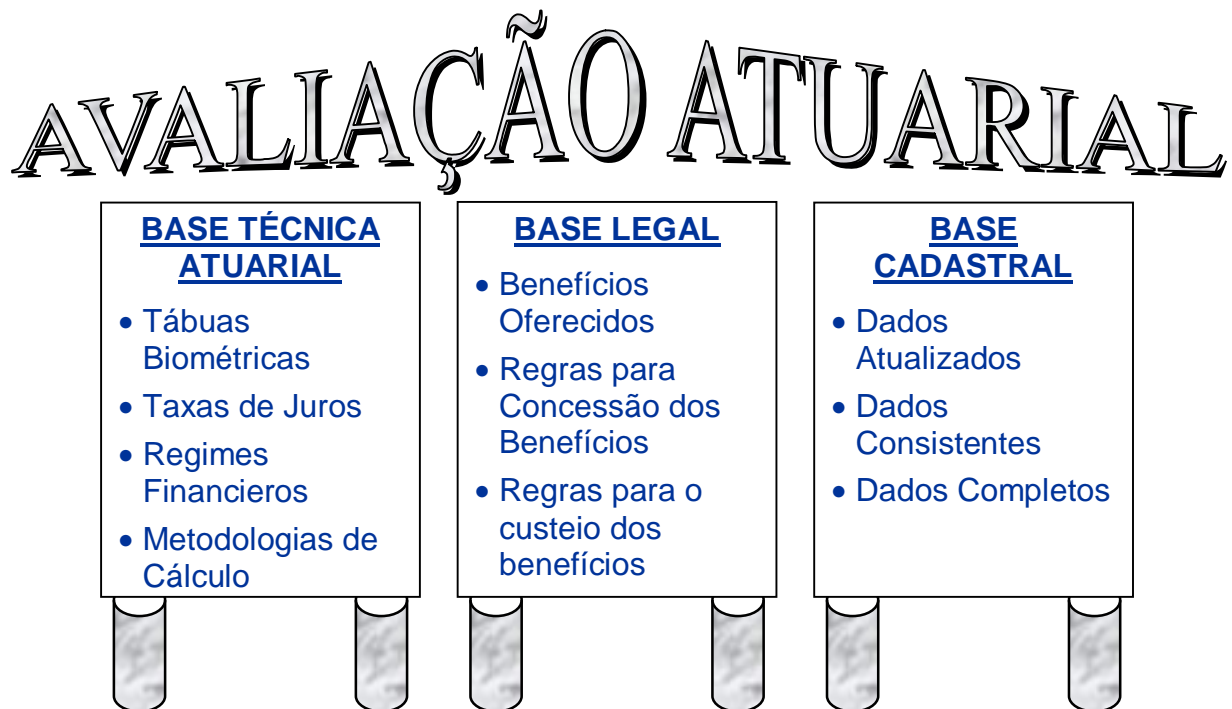 AVALIAÇÃO ATUARIAL
BASE TÉCNICA
ATUARIAL
• Tábuas
Biométricas
• Taxas de Juros
• Regimes
Financieros
• Metodologias de
Cálculo
BASE LEGAL
• Benefícios
Oferecidos
• Regras para
Concessão dos
Benefícios
• Regras para o
custeio dos
benefícios
BASE
CADASTRAL
• Dados
Atualizados
• Dados
Consistentes
• Dados Completos